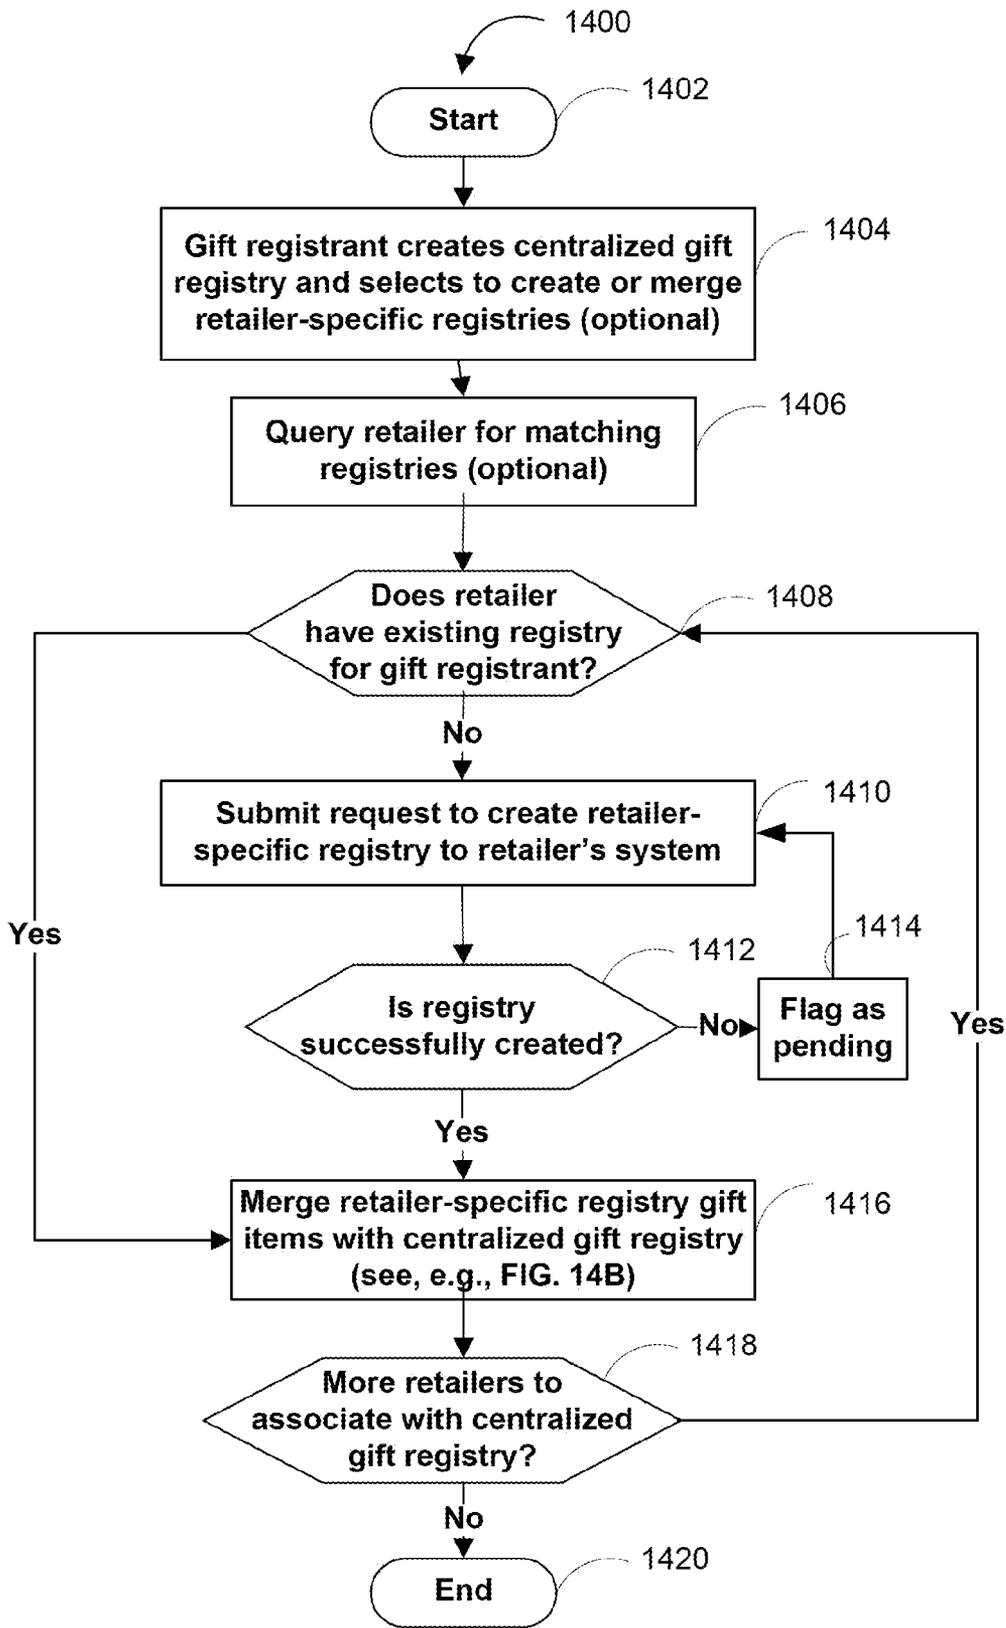 1400
1402
Start
1404
Gift registrant creates centralized gift
registry and selects to create or merge
retailer-specific registries (optional)
1406
Query retailer for matching
registries (optional)
1408
Does retailer
have existing registry
for gift registrant?
No
1410
Submit request to create retailer-
specific registry to retailer's system
Yes
1414
1412
Is registry
successfully created?
No
Flag as
pending
Yes
Yes
1416
Merge retailer-specific registry gift
items with centralized gift registry
(see, e.g., FIG. 14B)
1418
More retailers to
associate with centralized
gift registry?
No
1420
End